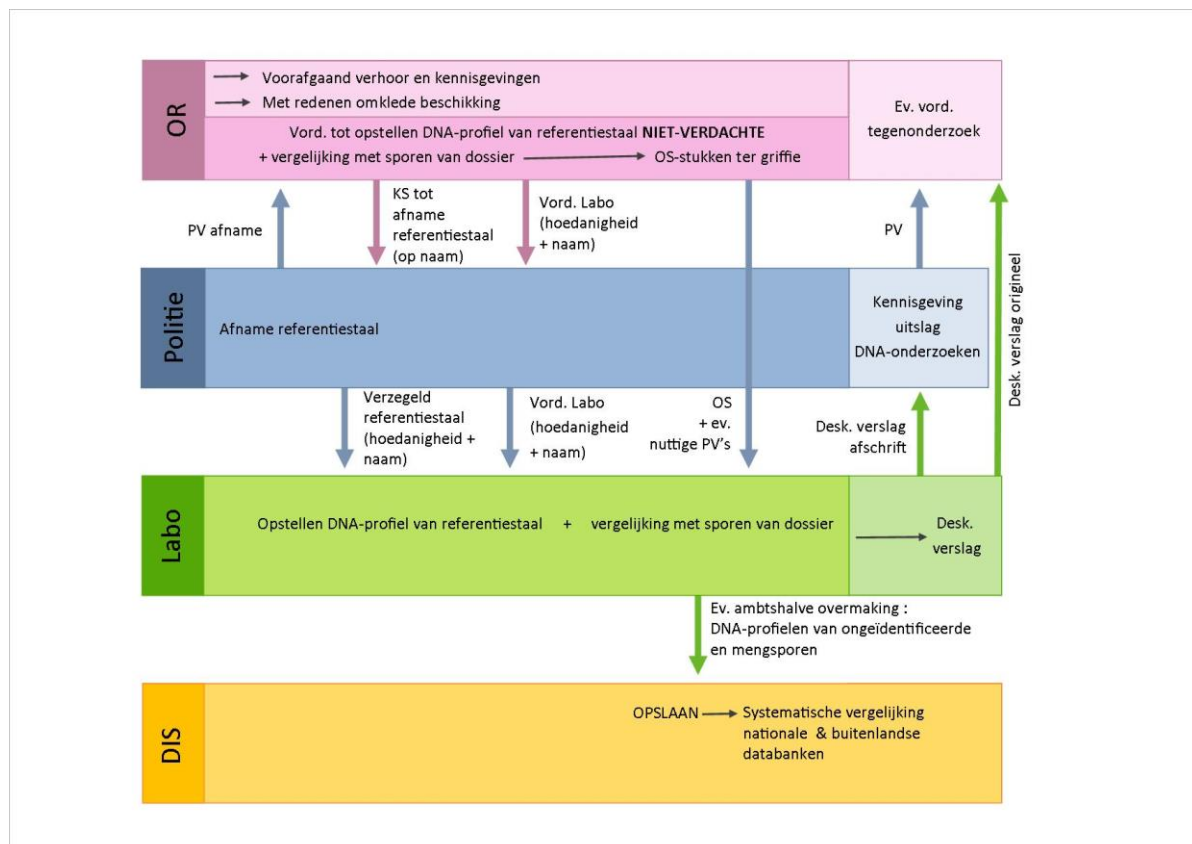 OR
Voorafgaand verhoor en kennisgevingen
Met redenen omklede beschikking
Vord. tot opstellen DNA-profiel van referentiestaal NIET-VERDACHTE
+ vergelijking met sporen van dossier
OS-stukken ter griffie
Ev. vord.
tegenonderzoek
PV afname
KS tot
afname
referentiestaal
(op naam)
Vord. Labo
(hoedanigheid
+ naam)
PV
Desk. verslag origineel
Politie
Afname referentiestaal
Kennisgeving
uitslag
DNA-onderzoeken
Verzegeld
referentiestaal
(hoedanigheid +
naam)
Vord. Labo
(hoedanigheid
+ naam)
OS
+ ev.
nuttige PV's
Desk. verslag
afschrift
Labo
Opstellen DNA-profiel van referentiestaal + vergelijking met sporen van dossier
Desk.
verslag
Ev. ambtshalve overmaking :
DNA-profielen van ongeïdentificeerde
en mengsporen
DIS
OPSLAAN
Systematische vergelijking
nationale & buitenlandse
databanken